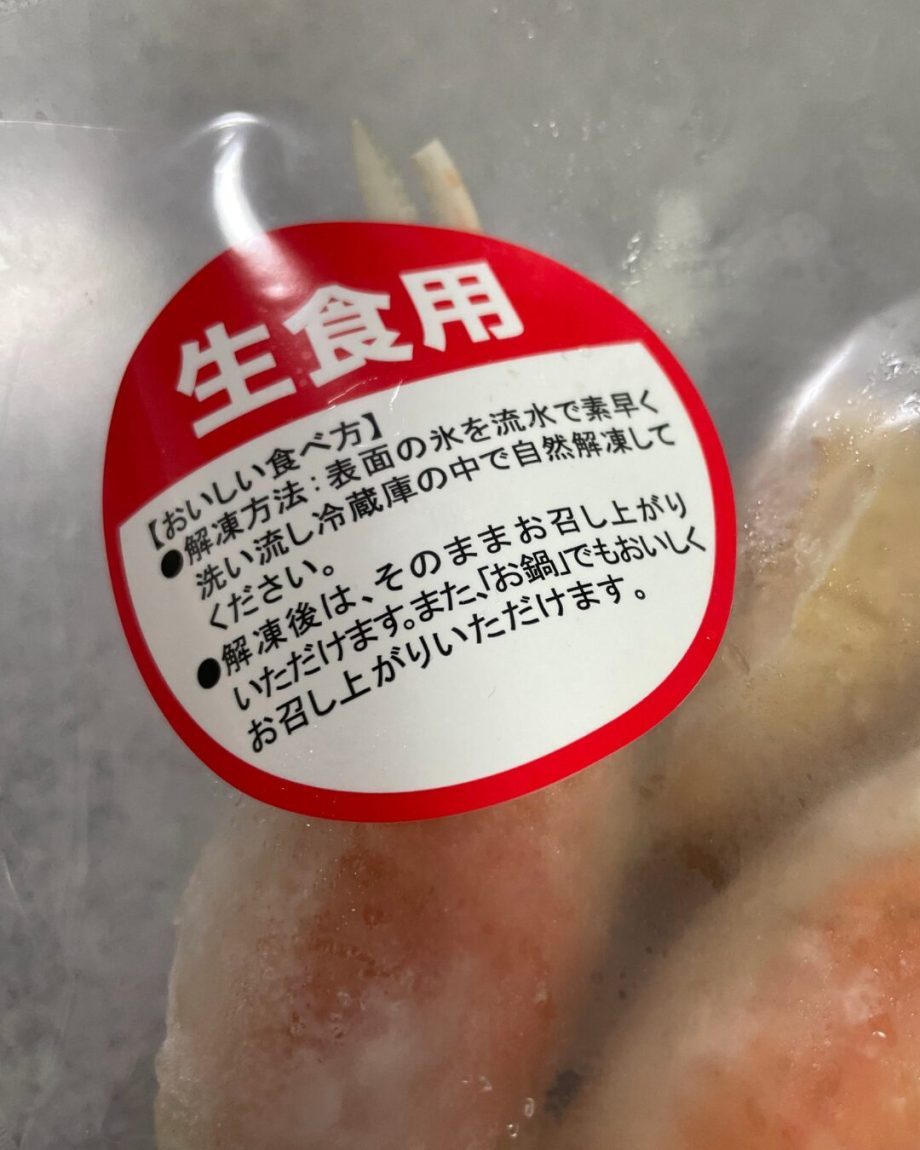 生食用
【おいしい食べ方】
●解凍方法:表面の氷を流水で素早く
洗い流し冷蔵庫の中で自然解凍して
ください。
●解凍後は、そのままお召し上がり
いただけます。また、「お鍋」でもおいしく
お召し上がりいただけます。